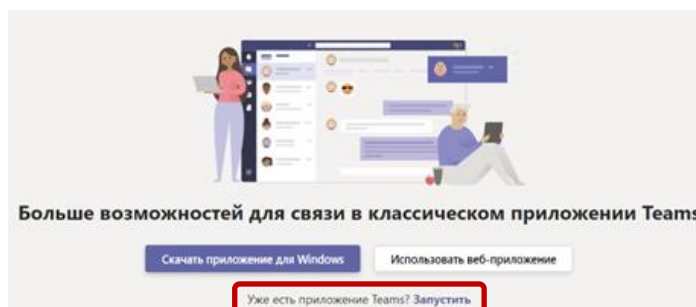 Больше возможностей для связи в классическом приложении Teams
Скачать приложение для Windows
Использовать веб-приложение
Уже есть приложение Teams? Запустить